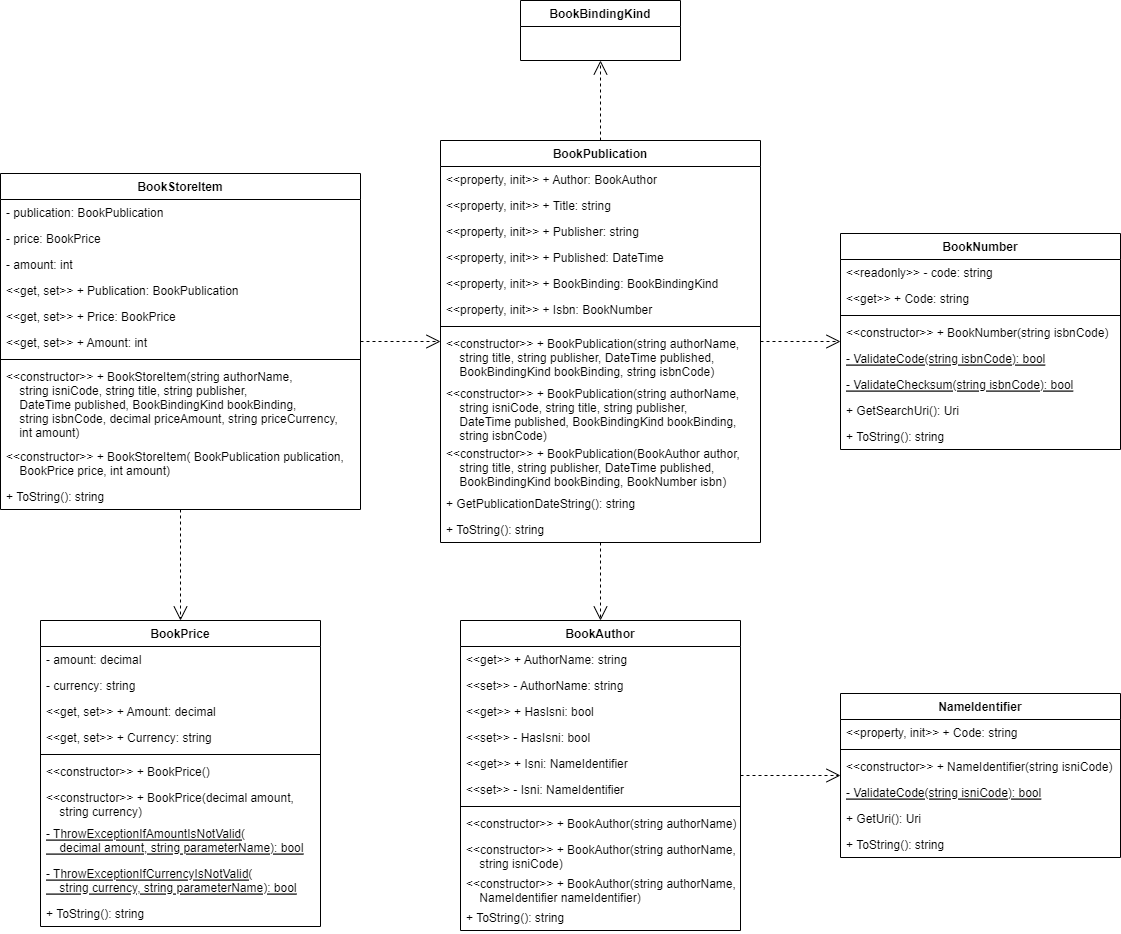 BookBindingKind
BookPublication
<<property, init>> + Author: BookAuthor
<<property, init>> + Title: string
<<property, init>> + Publisher: string
<<property, init>> + Published: DateTime
<<property, init>> + BookBinding: BookBindingKind
<<property, init>> + Isbn: BookNumber
<<constructor>> + BookPublication(string authorName,
string title, string publisher, DateTime published,
BookBindingKind bookBinding, string isbnCode)
<<constructor>> + BookPublication(string authorName,
string isniCode, string title, string publisher,
DateTime published, BookBindingKind bookBinding,
string isbnCode)
<<constructor>> + BookPublication(BookAuthor author,
string title, string publisher, DateTime published,
BookBindingKind bookBinding, BookNumber isbn)
+ GetPublicationDateString(): string
+ ToString(): string
BookStoreItem
- publication: BookPublication
- price: BookPrice
- amount: int
<<get, set>> + Publication: BookPublication
<<get, set>> + Price: BookPrice
<<get, set>> + Amount: int
<<constructor>> + BookStoreItem(string authorName,
string isniCode, string title, string publisher,
DateTime published, BookBindingKind bookBinding,
string isbnCode, decimal priceAmount, string priceCurrency,
int amount)
<<constructor>> + BookStoreItem( BookPublication publication,
BookPrice price, int amount)
+ ToString(): string
BookNumber
<<readonly>> - code: string
<<get>> + Code: string
<<constructor>> + BookNumber(string isbnCode)
- ValidateCode(string isbnCode): bool
- ValidateChecksum(string isbnCode): bool
+ GetSearchUri(): Uri
+ ToString(): string
BookPrice
- amount: decimal
- currency: string
<<get, set>> + Amount: decimal
<<get, set>> + Currency: string
<<constructor>> + BookPrice()
<<constructor>> + BookPrice(decimal amount,
string currency)
- ThrowExceptionIfAmountIsNotValid(
decimal amount, string parameterName): bool
- ThrowExceptionIfCurrencyIsNotValid(
string currency, string parameterName): bool
+ ToString(): string
BookAuthor
<<get>> + AuthorName: string
<<set>> - AuthorName: string
<<get>> + HasIsni: bool
<<set>> - HasIsni: bool
<<get>> + Isni: NameIdentifier
<<set>> - Isni: NameIdentifier
<<constructor>> + BookAuthor(string authorName)
<<constructor>> + BookAuthor(string authorName,
string isniCode)
<<constructor>> + BookAuthor(string authorName,
NameIdentifier nameIdentifier)
+ ToString(): string
NameIdentifier
<<property, init>> + Code: string
<<constructor>> + NameIdentifier(string isniCode)
- ValidateCode(string isniCode): bool
+ GetUri(): Uri
+ ToString(): string